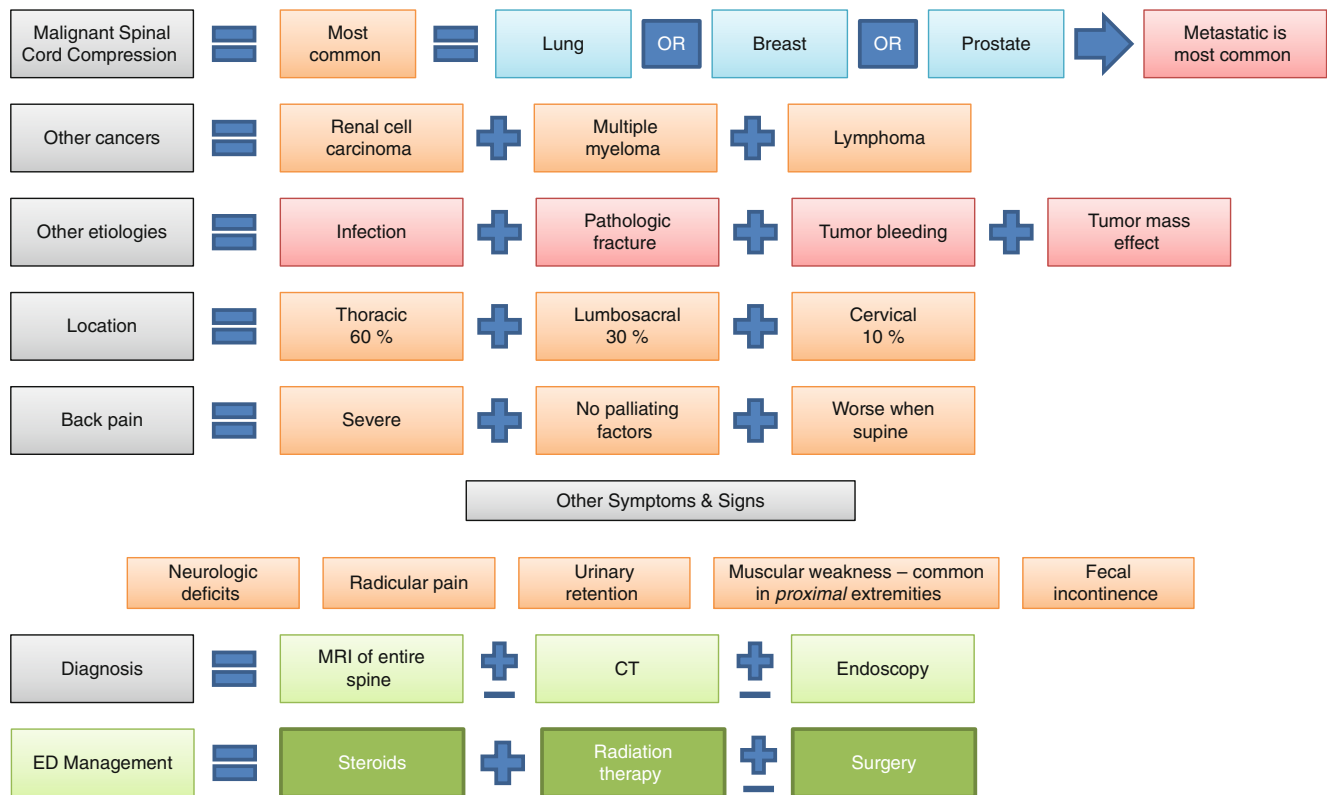 Malignant Spinal
Cord Compression
Most
common
Lung
OR
Breast
OR
Prostate
Metastatic is
most common
Other cancers
Renal cell
carcinoma
Multiple
myeloma
Lymphoma
Other etiologies
Infection
Pathologic
fracture
Tumor bleeding
Tumor mass
effect
Location
Thoracic
60 %
Lumbosacral
30 %
Cervical
10 %
Back pain
Severe
No palliating
factors
Worse when
supine
Other Symptoms & Signs
Neurologic
deficits
Radicular pain
Urinary
retention
Muscular weakness – common
in proximal extremities
Fecal
incontinence
Diagnosis
MRI of entire
spine
CT
Endoscopy
ED Management
Steroids
Radiation
therapy
Surgery